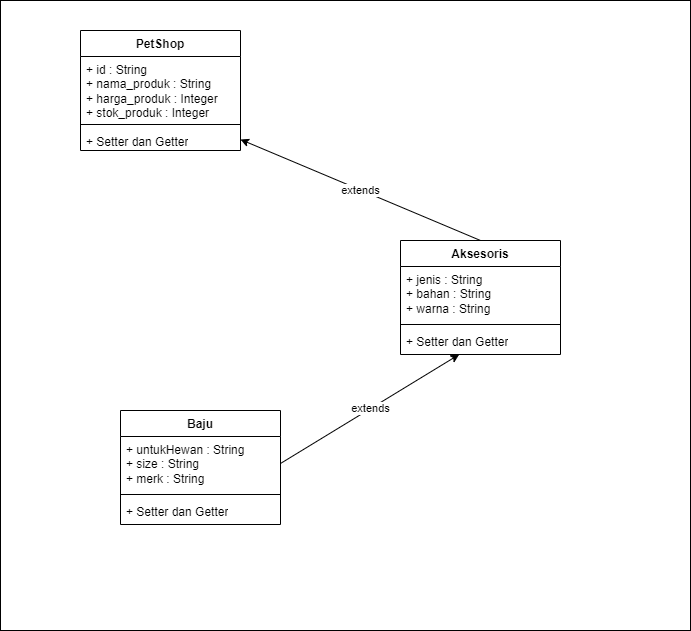 PetShop
+ id : String
+ nama_produk : String
+ harga_produk : Integer
+ stok_produk : Integer
+ Setter dan Getter
extends
Aksesoris
+ jenis : String
+ bahan : String
+ warna : String
+ Setter dan Getter
extends
Baju
+ untukHewan : String
+ size : String
+ merk : String
+ Setter dan Getter